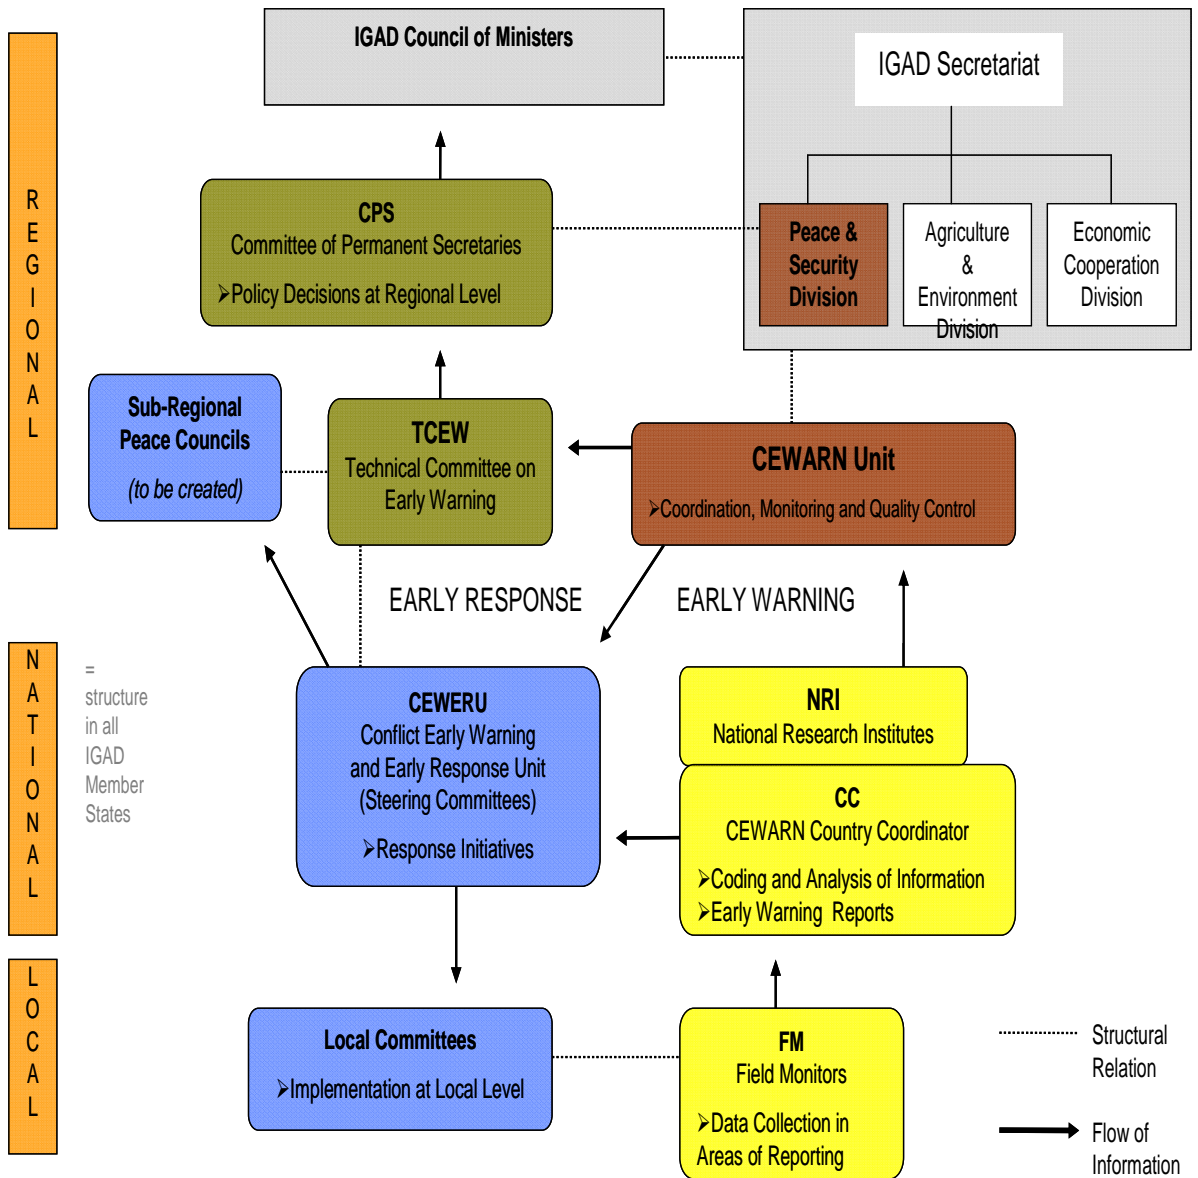 IGAD Council of Ministers
IGAD Secretariat
REGIONAL
CPS
Committee of Permanent Secretaries
➢Policy Decisions at Regional Level
Peace &
Security
Division
Agriculture
&
Environment
Division
Economic
Cooperation
Division
Sub-Regional
Peace Councils
(to be created)
TCEW
Technical Committee on
Early Warning
CEWARN Unit
➢Coordination, Monitoring and Quality Control
EARLY RESPONSE
EARLY WARNING
NATIONAL
=
structure
in all
IGAD
Member
States
CEWERU
Conflict Early Warning
and Early Response Unit
(Steering Committees)
➢Response Initiatives
NRI
National Research Institutes
CC
CEWARN Country Coordinator
➢Coding and Analysis of Information
➢Early Warning Reports
LOCAL
Local Committees
➢Implementation at Local Level
FM
Field Monitors
➢Data Collection in
Areas of Reporting
Structural
Relation
Flow of
Information